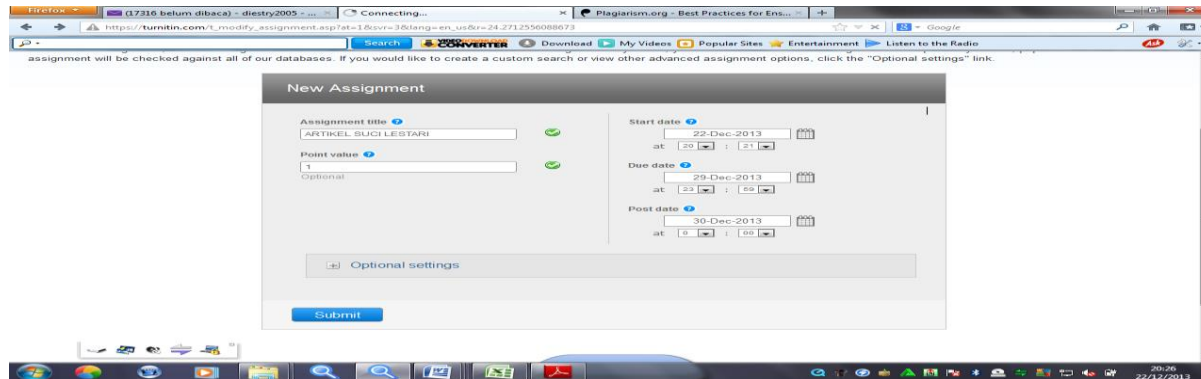 Firefox
(17316 belum dibaca) - diestry2005 - ...
Connecting...
Plagiarism.org - Best Practices for Ens...
https://turnitin.com/t_modify_assignment.asp?at=1&svr=3&lang=en_us&r=24.2712556088673
Google
Search
VIDEO DOWNLOAD CONVERTER
Download
My Videos
Popular Sites
Entertainment
Listen to the Radio
Ask
assignment will be checked against all of our databases. If you would like to create a custom search or view other advanced assignment options, click the "Optional settings" link.
New Assignment
Assignment title
ARTIKEL SUCI LESTARI
Point value
1
Optional
Start date
22-Dec-2013
at 20 : 21
Due date
29-Dec-2013
at 23 : 59
Post date
30-Dec-2013
at 0 : 00
Optional settings
Submit
20:26
22/12/2013